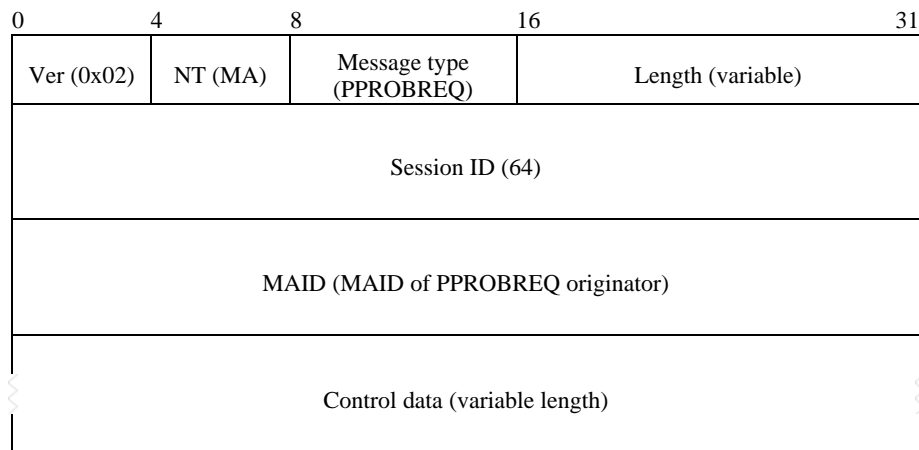 0 4 8 16 31
Ver (0x02) NT (MA) Message type
(PPROBREQ) Length (variable)
Session ID (64)
MAID (MAID of PPROBREQ originator)
Control data (variable length)